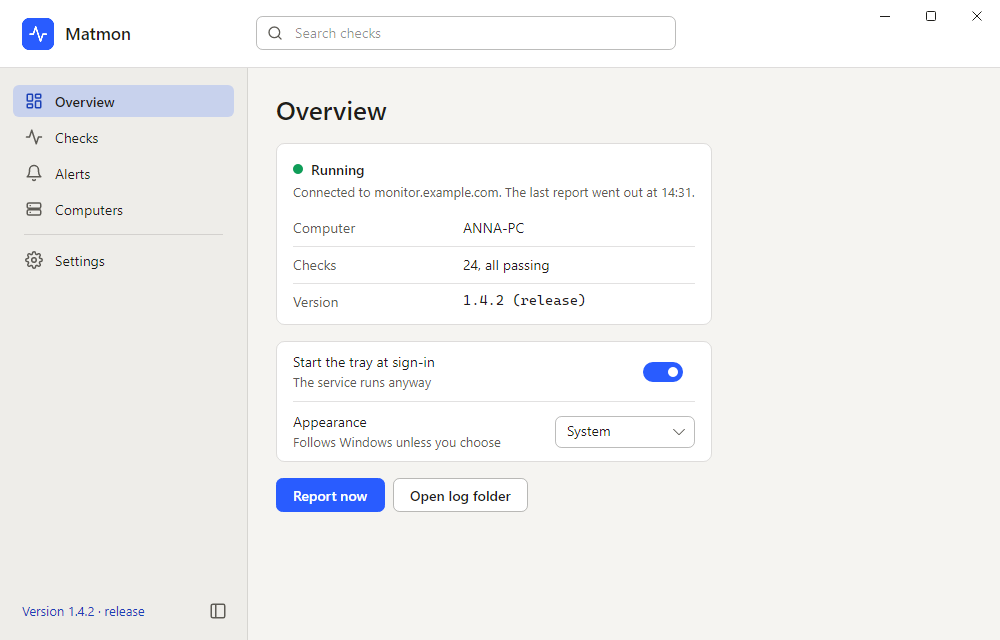 Matmon
Search checks
Overview
Checks
Alerts
Computers
Settings
Version 1.4.2 · release
Overview
Running
Connected to monitor.example.com. The last report went out at 14:31.
Computer ANNA-PC
Checks 24, all passing
Version 1.4.2 (release)
Start the tray at sign-in
The service runs anyway
Appearance
Follows Windows unless you choose
System
Report now Open log folder